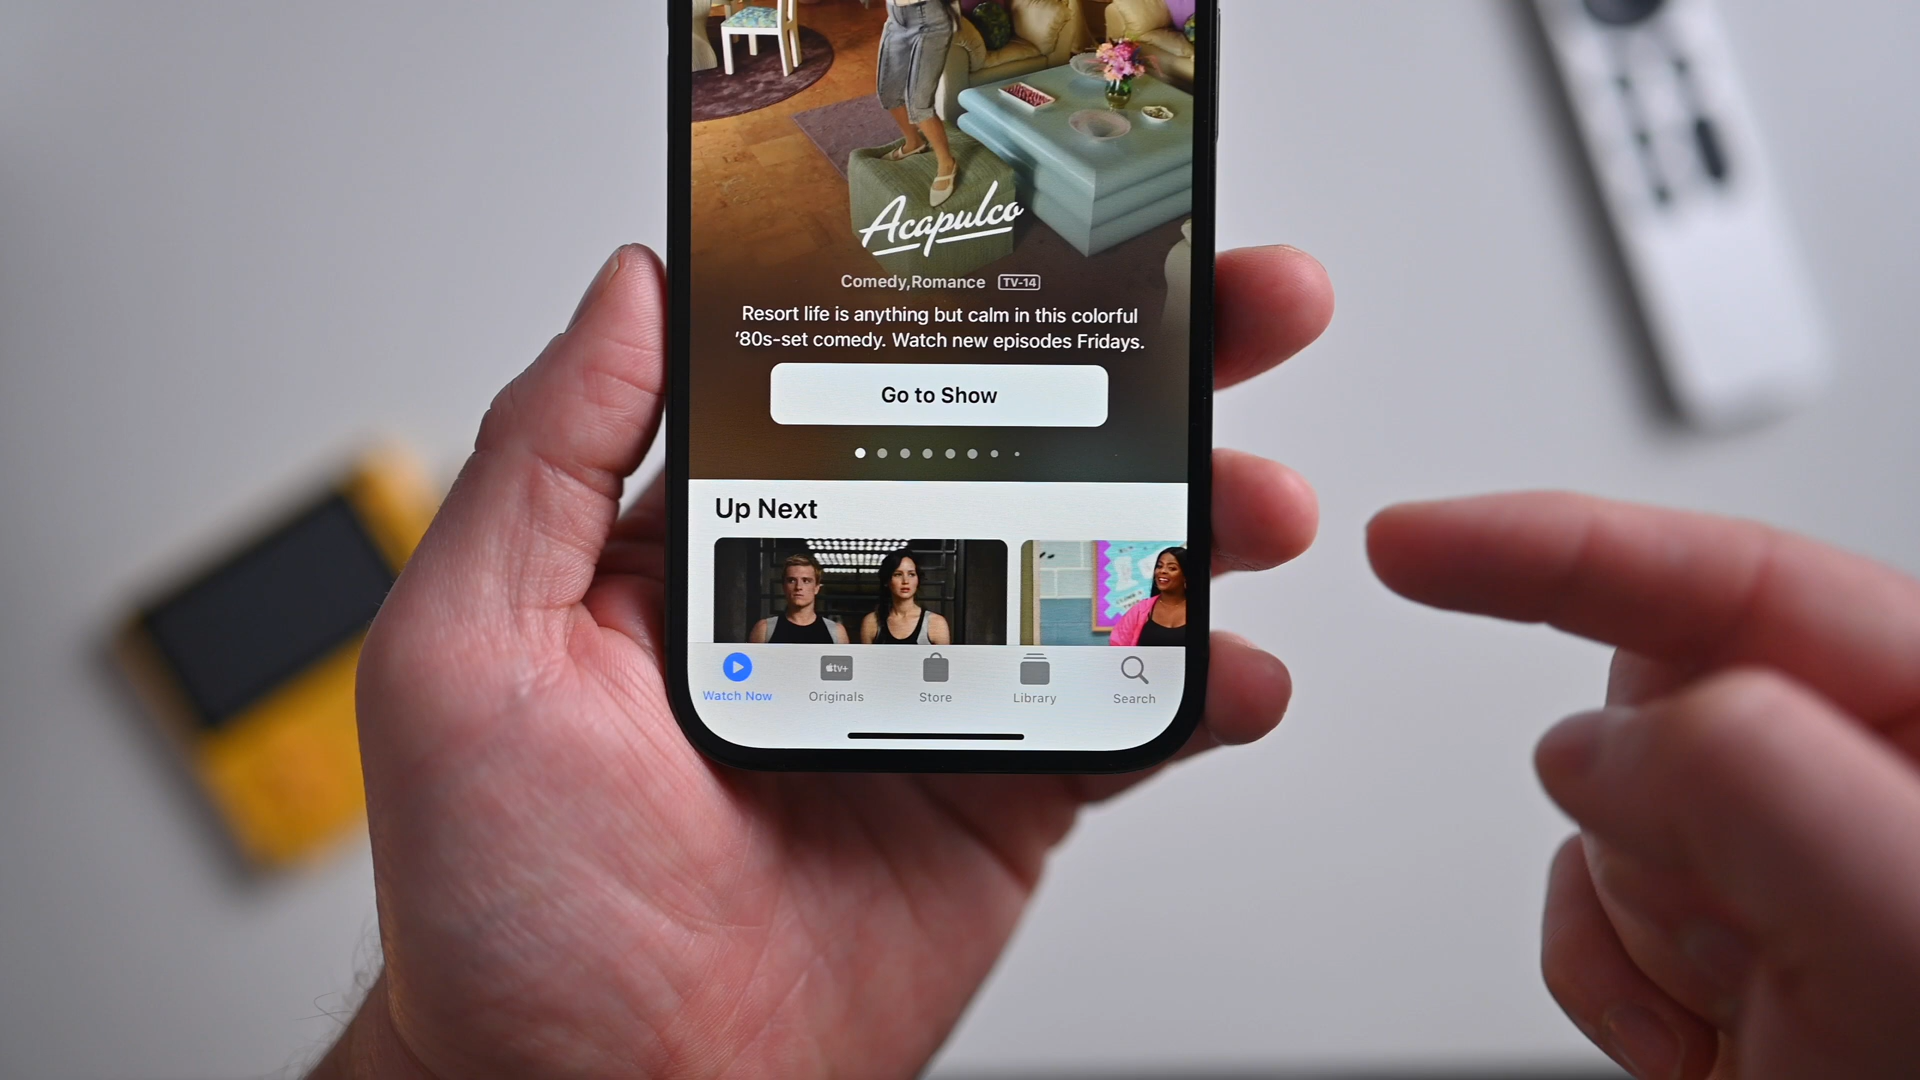 Acapulco
Comedy,Romance TV-14
Resort life is anything but calm in this colorful
'80s-set comedy. Watch new episodes Fridays.
Go to Show
Up Next
tv+
Watch Now Originals Store Library Search